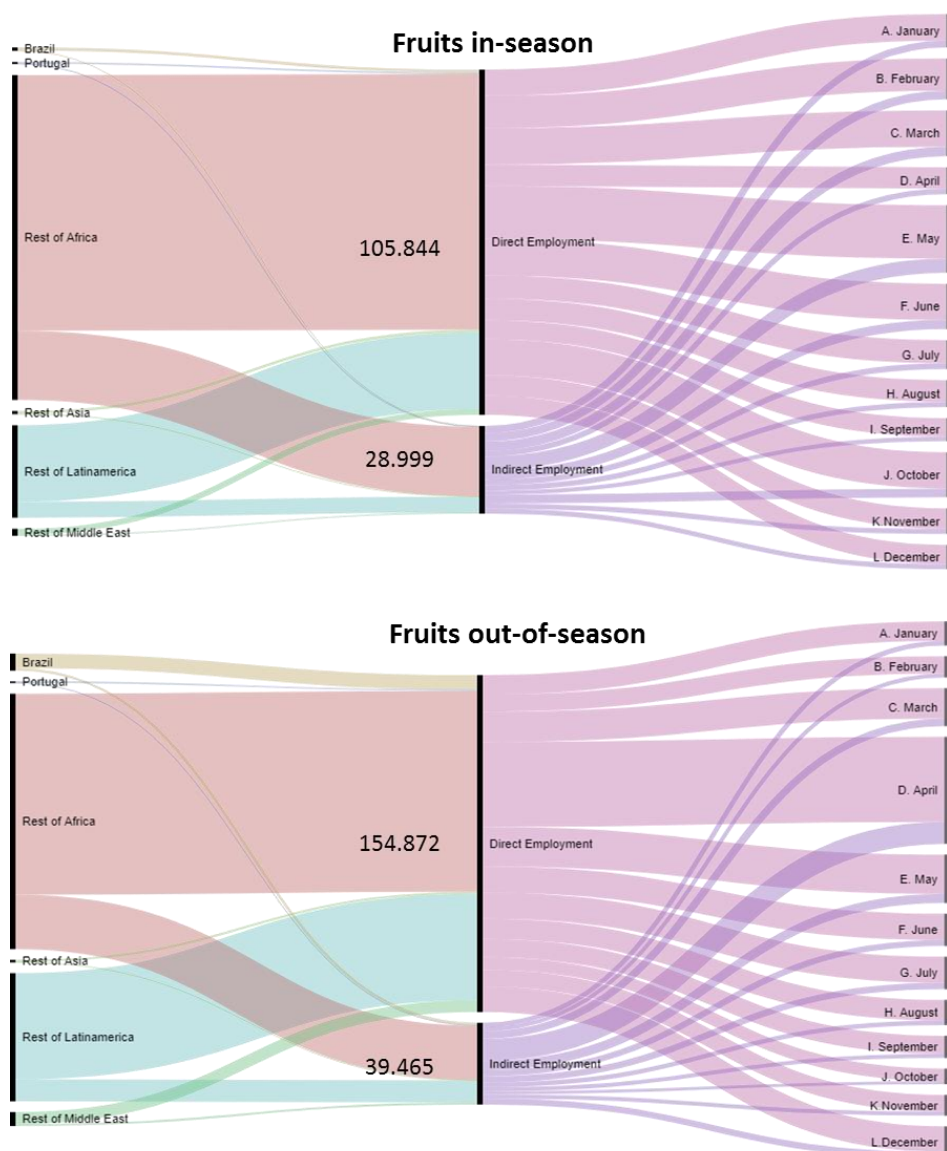 Fruits in-season
Brazil
Portugal
Rest of Africa
Rest of Asia
Rest of Latinamerica
Rest of Middle East
105.844
28.999
Direct Employment
Indirect Employment
A. January
B. February
C. March
D. April
E. May
F. June
G. July
H. August
I. September
J. October
K November
L December
Fruits out-of-season
Brazil
Portugal
Rest of Africa
Rest of Asia
Rest of Latinamerica
Rest of Middle East
154.872
39.465
Direct Employment
Indirect Employment
A. January
B. February
C. March
D. April
E. May
F. June
G. July
H. August
I. September
J. October
K November
L.December